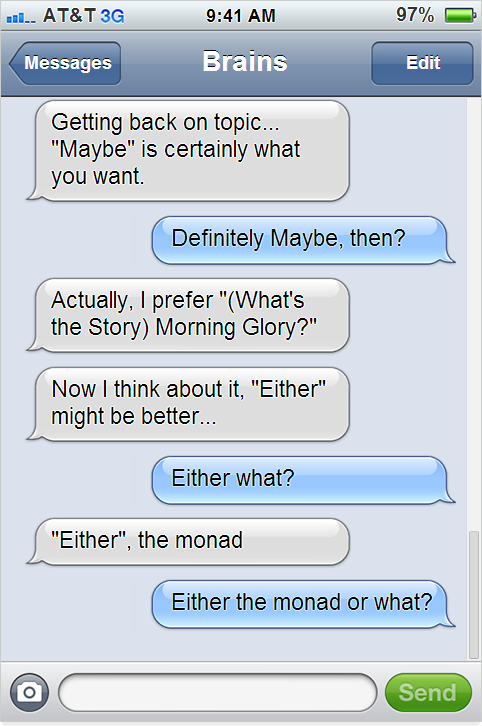 AT&T 3G 9:41 AM 97%
Messages Brains Edit
Getting back on topic...
"Maybe" is certainly what
you want.
Definitely Maybe, then?
Actually, I prefer "(What's
the Story) Morning Glory?"
Now I think about it, "Either"
might be better...
Either what?
"Either", the monad
Either the monad or what?
Send